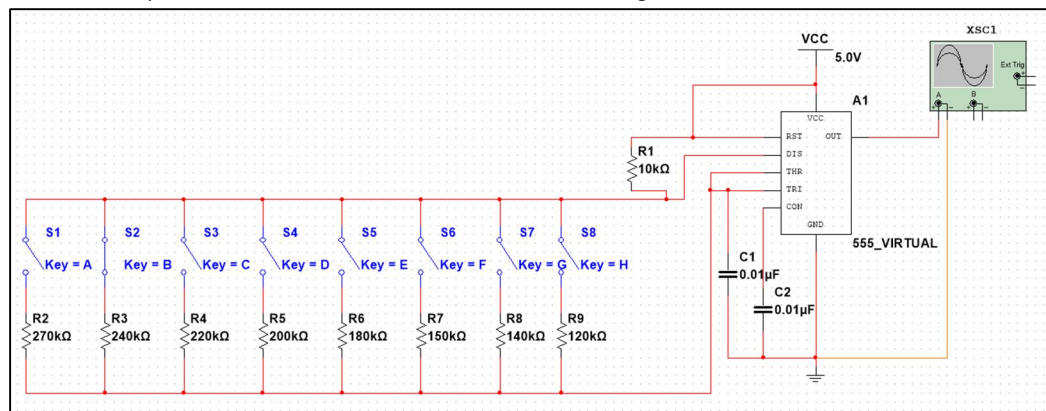 XSC1
VCC
5.0V
Ext Trig
+
A1
A B
+ − + −
VCC
RST OUT
R1
10kΩ
DIS
THR
TRI
CON
GND
555_VIRTUAL
S1 S2 S3 S4 S5 S6 S7 S8
Key = A Key = B Key = C Key = D Key = E Key = F Key = G Key = H
C1
0.01µF
C2
0.01µF
R2 R3 R4 R5 R6 R7 R8 R9
270kΩ 240kΩ 220kΩ 200kΩ 180kΩ 150kΩ 140kΩ 120kΩ